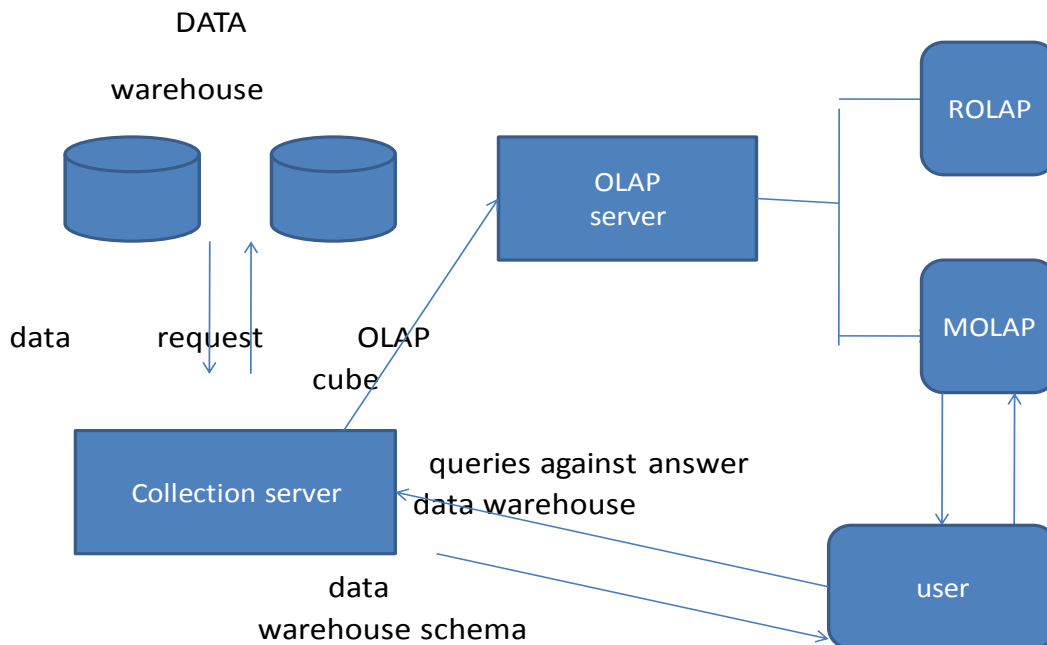 DATA
warehouse
ROLAP
OLAP
server
MOLAP
data request OLAP
cube
queries against answer
data warehouse
Collection server
user
data
warehouse schema